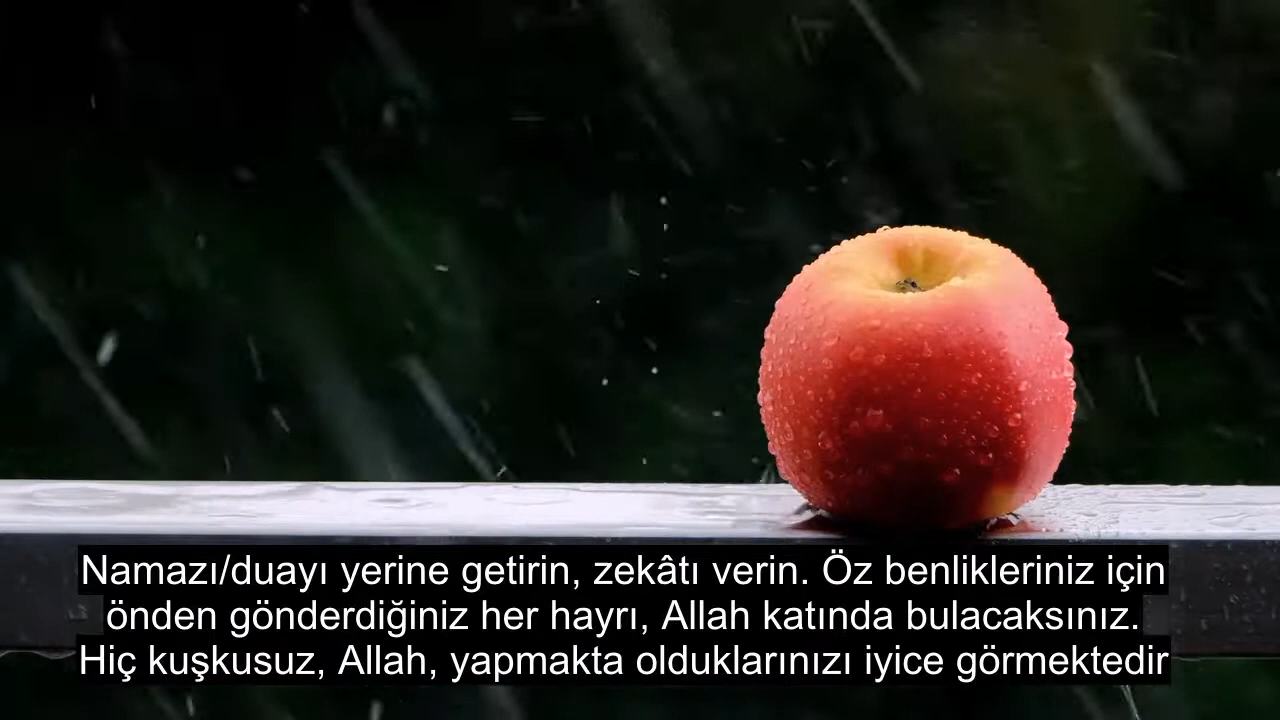 Namazı/duayı yerine getirin, zekâtı verin. Öz benlikleriniz için
önden gönderdiğiniz her hayrı, Allah katında bulacaksınız.
Hiç kuşkusuz, Allah, yapmakta olduklarınızı iyice görmektedir